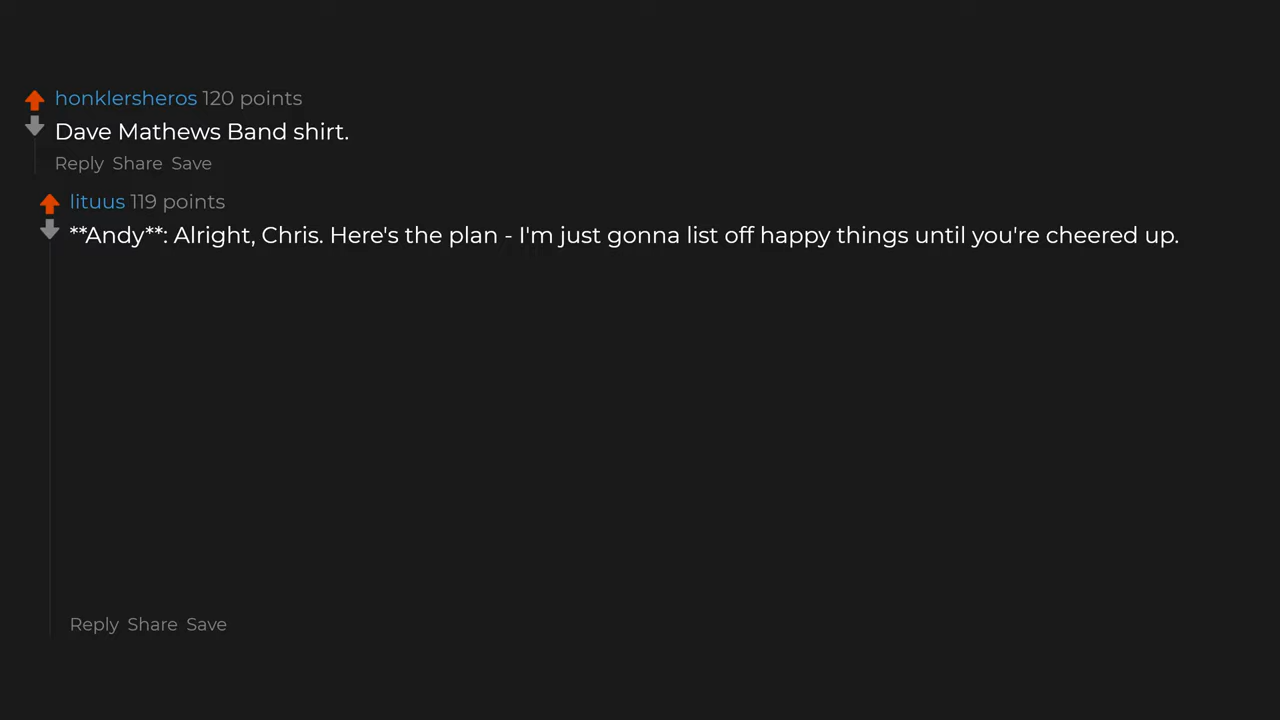 honklersheros 120 points
Dave Mathews Band shirt.
Reply Share Save
lituus 119 points
**Andy**: Alright, Chris. Here's the plan - I'm just gonna list off happy things until you're cheered up.
Reply Share Save